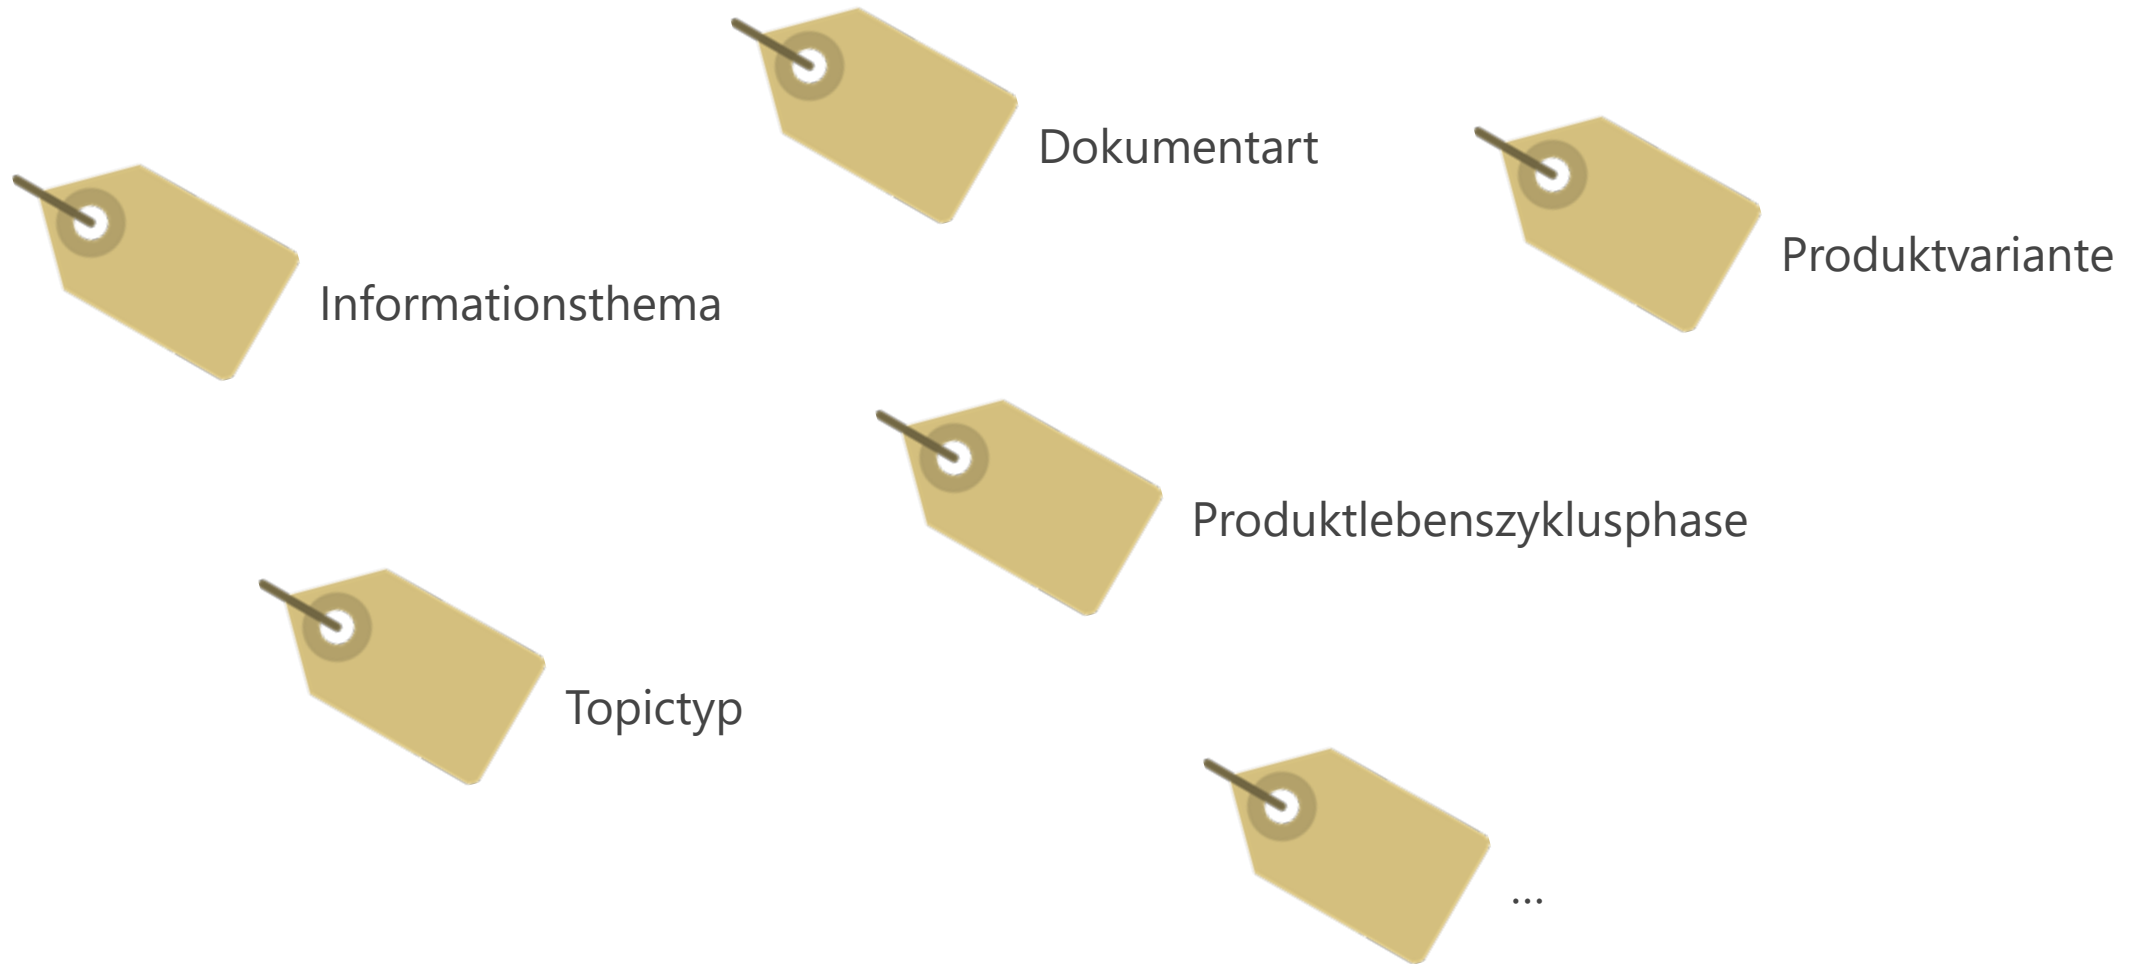 Dokumentart
Produktvariante
Informationsthema
Produktlebenszyklusphase
Topictyp
...